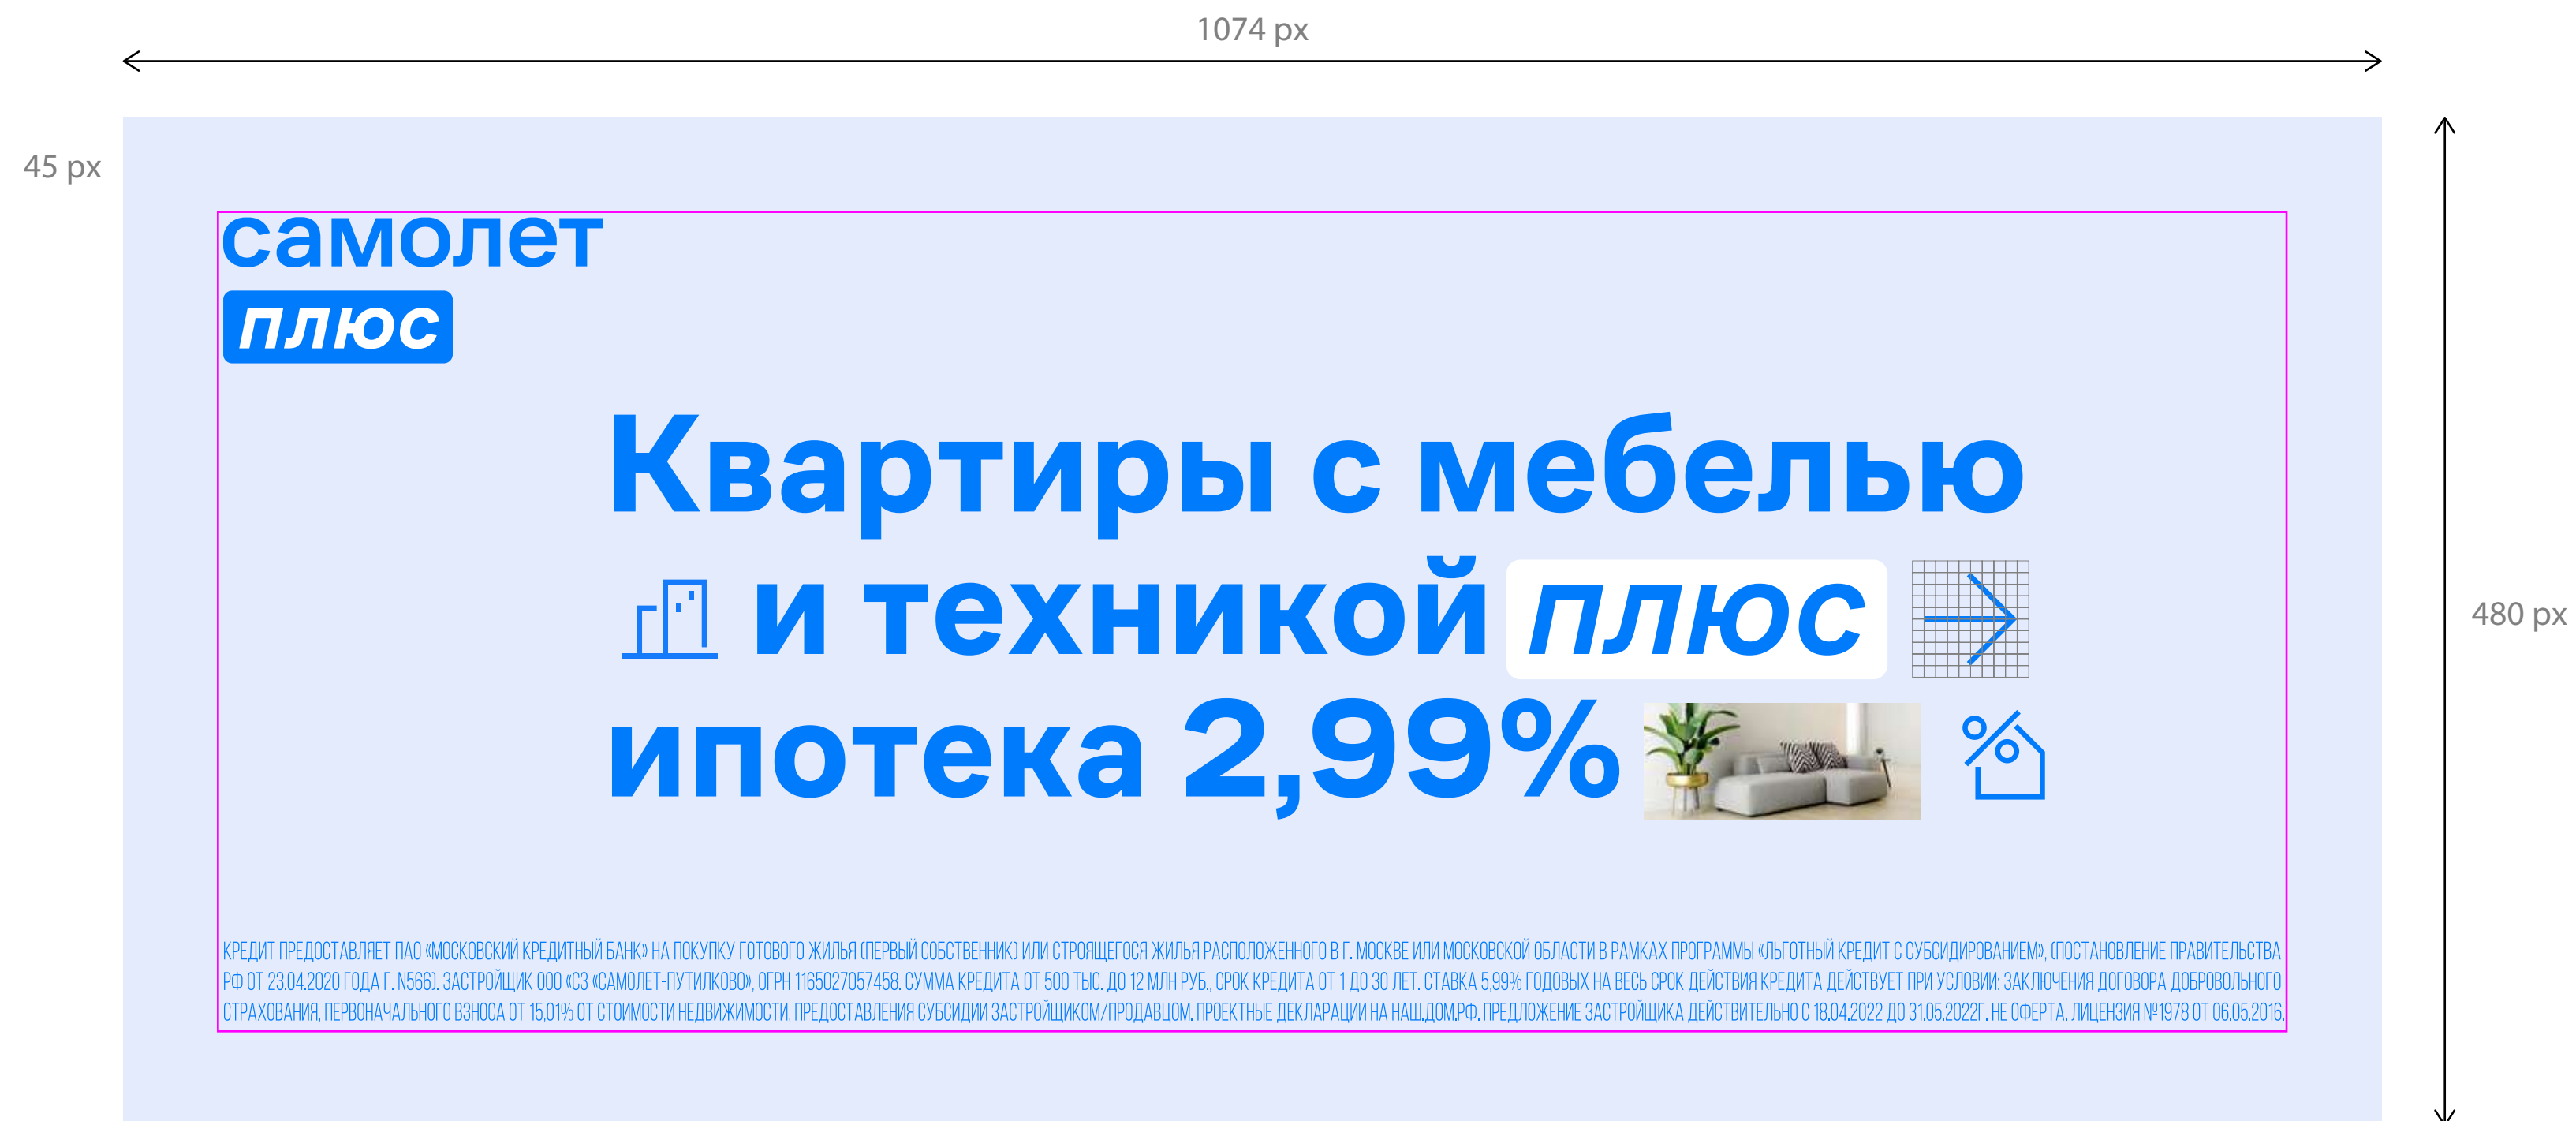 1074 px
45 px
самолет
плюс
Квартиры с мебелью
и техникой плюс
480 px
ипотека 2,99%
КРЕДИТ ПРЕДОСТАВЛЯЕТ ПАО «МОСКОВСКИЙ КРЕДИТНЫЙ БАНК» НА ПОКУПКУ ГОТОВОГО ЖИЛЬЯ (ПЕРВЫЙ СОБСТВЕННИК) ИЛИ СТРОЯЩЕГОСЯ ЖИЛЬЯ РАСПОЛОЖЕННОГО В Г. МОСКВЕ ИЛИ МОСКОВСКОЙ ОБЛАСТИ В РАМКАХ ПРОГРАММЫ «ЛЬГОТНЫЙ КРЕДИТ С СУБСИДИРОВАНИЕМ», (ПОСТАНОВЛЕНИЕ ПРАВИТЕЛЬСТВА
РФ ОТ 23.04.2020 ГОДА Г. N566). ЗАСТРОЙЩИК ООО «СЗ «САМОЛЕТ-ПУТИЛКОВО», ОГРН 1165027057458. СУММА КРЕДИТА ОТ 500 ТЫС. ДО 12 МЛН РУБ., СРОК КРЕДИТА ОТ 1 ДО 30 ЛЕТ. СТАВКА 5,99% ГОДОВЫХ НА ВЕСЬ СРОК ДЕЙСТВИЯ КРЕДИТА ДЕЙСТВУЕТ ПРИ УСЛОВИИ: ЗАКЛЮЧЕНИЯ ДОГОВОРА ДОБРОВОЛЬНОГО
СТРАХОВАНИЯ, ПЕРВОНАЧАЛЬНОГО ВЗНОСА ОТ 15,01% ОТ СТОИМОСТИ НЕДВИЖИМОСТИ, ПРЕДОСТАВЛЕНИЯ СУБСИДИИ ЗАСТРОЙЩИКОМ/ПРОДАВЦОМ. ПРОЕКТНЫЕ ДЕКЛАРАЦИИ НА НАШ.ДОМ.РФ. ПРЕДЛОЖЕНИЕ ЗАСТРОЙЩИКА ДЕЙСТВИТЕЛЬНО С 18.04.2022 ДО 31.05.2022Г. НЕ ОФЕРТА. ЛИЦЕНЗИЯ №1978 ОТ 06.05.2016.